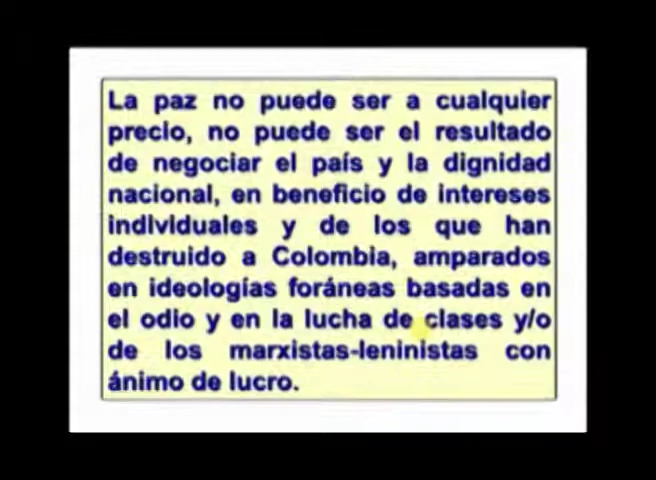 La paz no puede ser a cualquier
precio, no puede ser el resultado
de negociar el país y la dignidad
nacional, en beneficio de intereses
individuales y de los que han
destruido a Colombia, amparados
en ideologías foráneas basadas en
el odio y en la lucha de clases y/o
de los marxistas-leninistas con
ánimo de lucro.